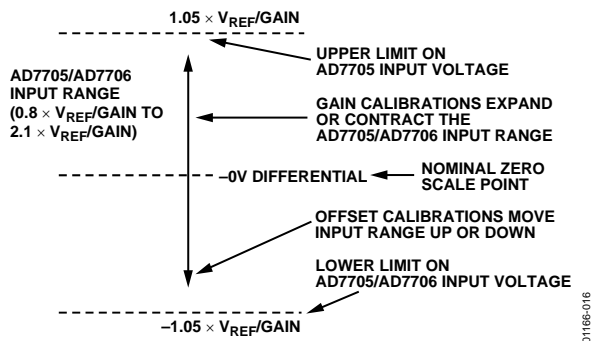 1.05 × VREF/GAIN
UPPER LIMIT ON
AD7705 INPUT VOLTAGE
AD7705/AD7706
INPUT RANGE
(0.8 × VREF/GAIN TO
2.1 × VREF/GAIN)
GAIN CALIBRATIONS EXPAND
OR CONTRACT THE
AD7705/AD7706 INPUT RANGE
–0V DIFFERENTIAL
NOMINAL ZERO
SCALE POINT
OFFSET CALIBRATIONS MOVE
INPUT RANGE UP OR DOWN
LOWER LIMIT ON
AD7705/AD7706 INPUT VOLTAGE
–1.05 × VREF/GAIN
01166-016